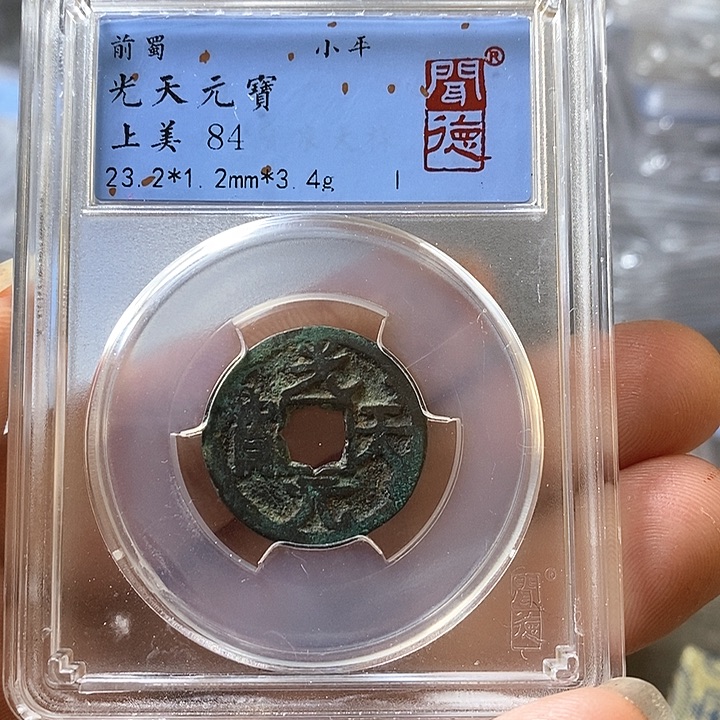 前蜀 小平
光天元寶
上美 84
23.2*1.2mm*3.4g 1
聞德®
光天元寶
聞德®